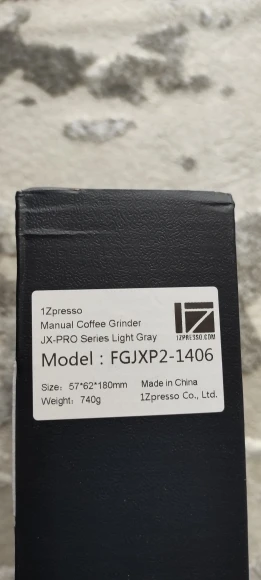 1Zpresso
Manual Coffee Grinder
JX-PRO Series Light Gray
1ZPRESSO.COM
Model : FGJXP2-1406
Size: 57*62*180mm
Made in China
Weight: 740g
1Zpresso Co., Ltd.